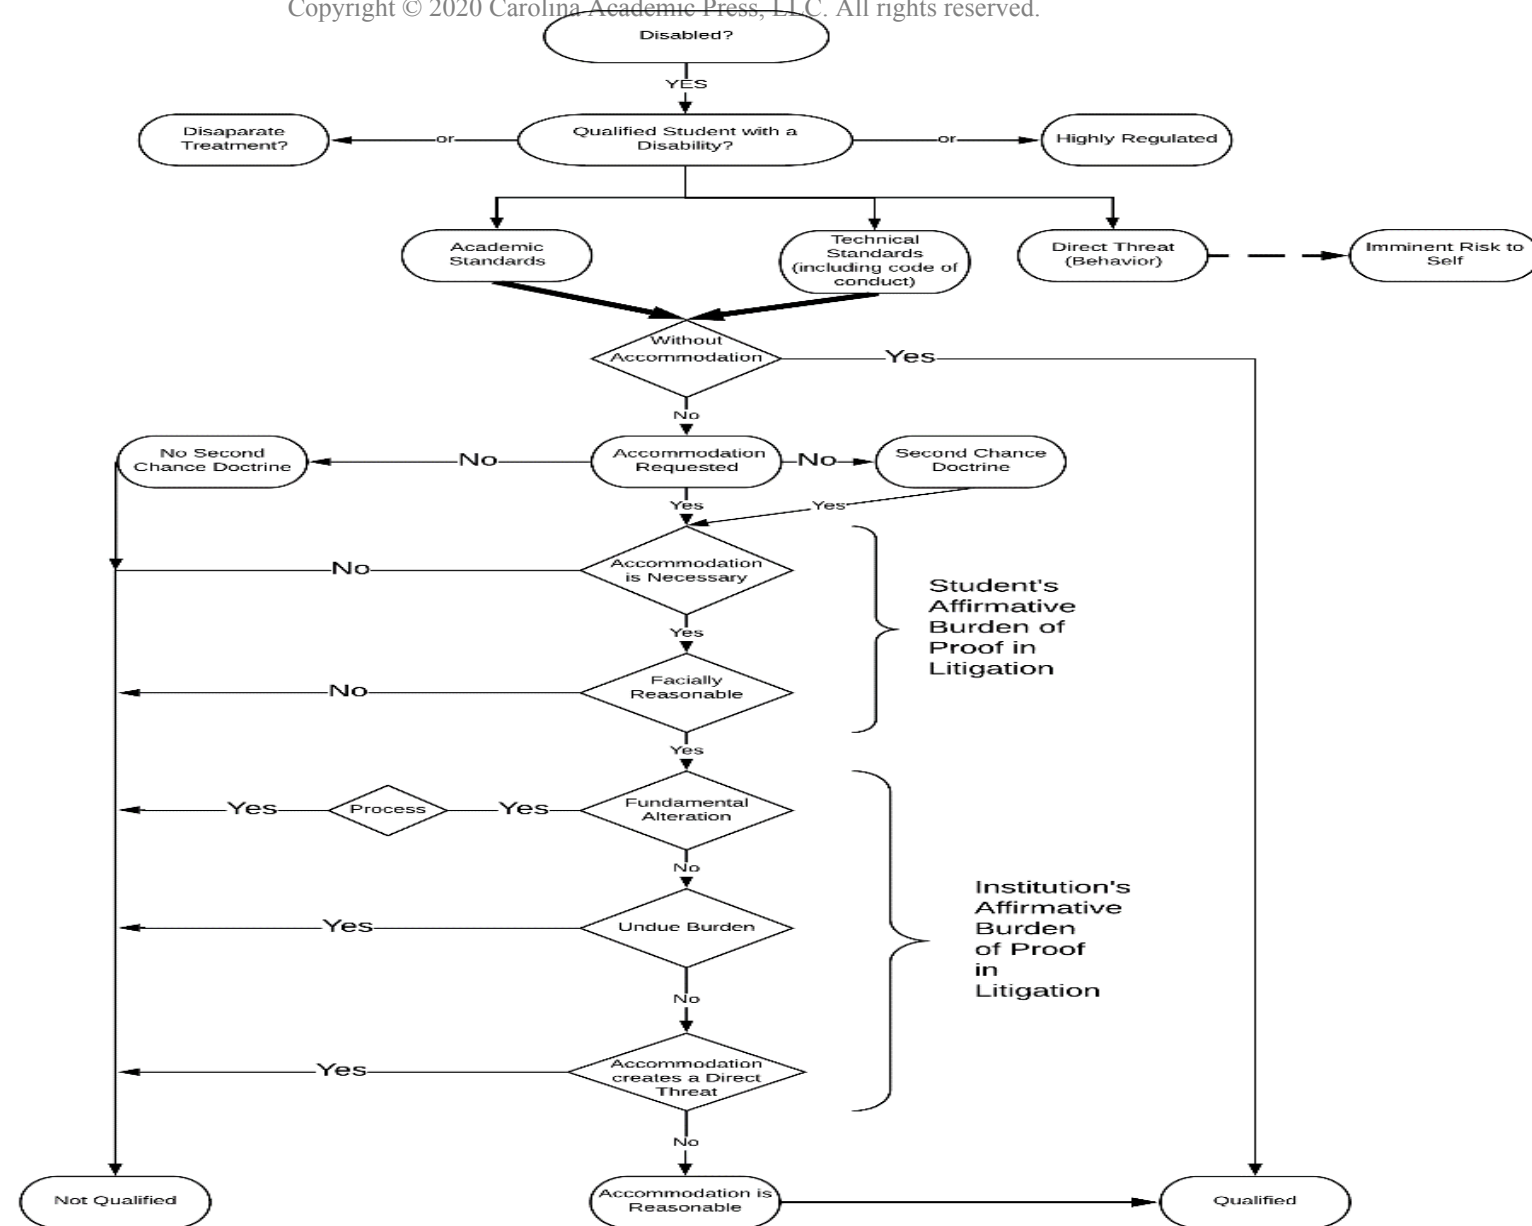 Copyright © 2020 Carolina Academic Press, LLC. All rights reserved.
Disabled?
YES
Disaparate
Treatment?
or
Qualified Student with a
Disability?
or
Highly Regulated
Academic
Standards
Technical
Standards
(including code of
conduct)
Direct Threat
(Behavior)
Imminent Risk to
Self
Without
Accommodation
Yes
No
No Second
Chance Doctrine
No
Accommodation
Requested
No
Second Chance
Doctrine
Yes
Yes
Accommodation
is Necessary
No
Student's
Affirmative
Burden of
Proof in
Litigation
Yes
Facially
Reasonable
No
Yes
Yes
Process
Yes
Fundamental
Alteration
No
Institution's
Affirmative
Burden
of Proof
in
Litigation
Yes
Undue Burden
No
Yes
Accommodation
creates a Direct
Threat
No
Not Qualified
Accommodation is
Reasonable
Qualified